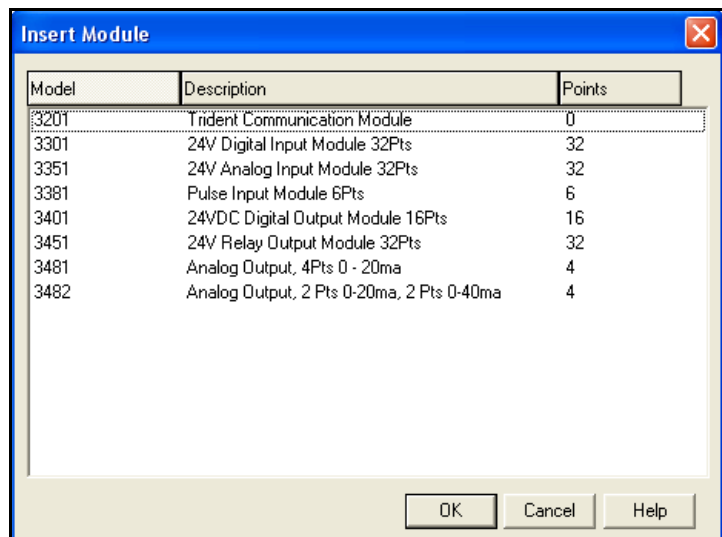 Insert Module
Model Description Points
3201 Trident Communication Module 0
3301 24V Digital Input Module 32Pts 32
3351 24V Analog Input Module 32Pts 32
3381 Pulse Input Module 6Pts 6
3401 24VDC Digital Output Module 16Pts 16
3451 24V Relay Output Module 32Pts 32
3481 Analog Output, 4Pts 0 - 20ma 4
3482 Analog Output, 2 Pts 0-20ma, 2 Pts 0-40ma 4
OK Cancel Help